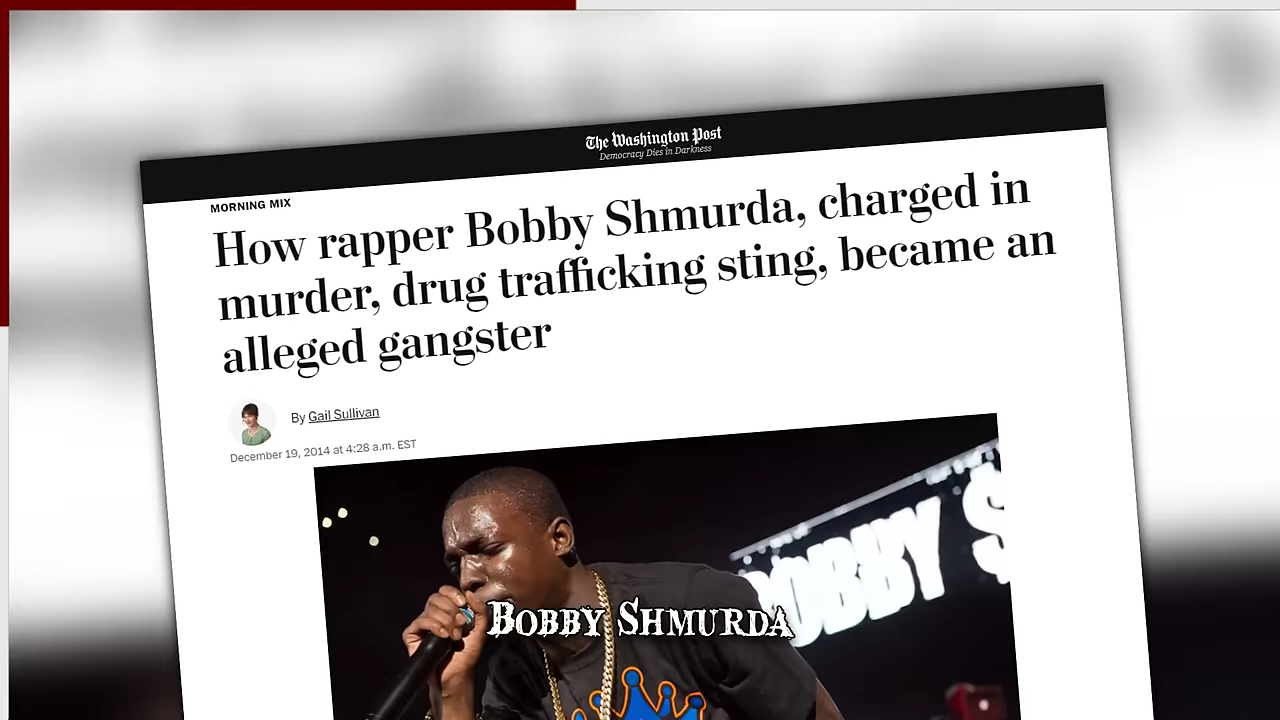 The Washington Post
Democracy Dies in Darkness
MORNING MIX
How rapper Bobby Shmurda, charged in
murder, drug trafficking sting, became an
alleged gangster
By Gail Sullivan
December 19, 2014 at 4:28 a.m. EST
OBBY $
BOBBY SHMURDA